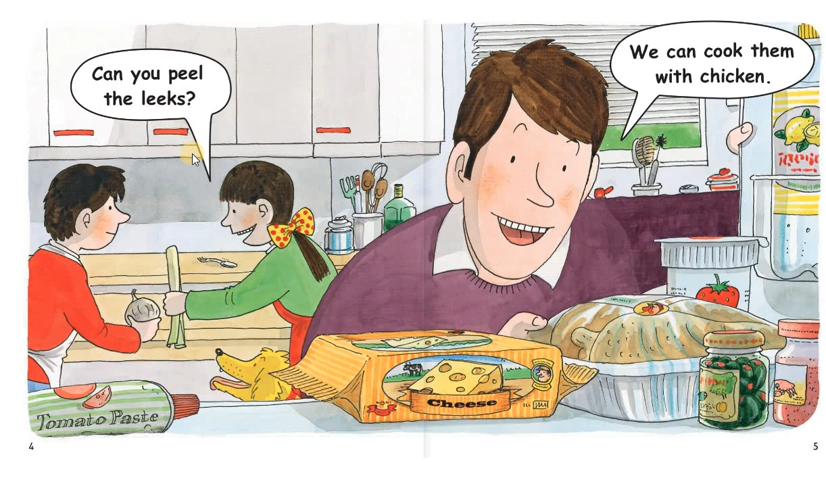 Can you peel
the leeks?
We can cook them
with chicken.
Tomato Paste
Cheese
4
5